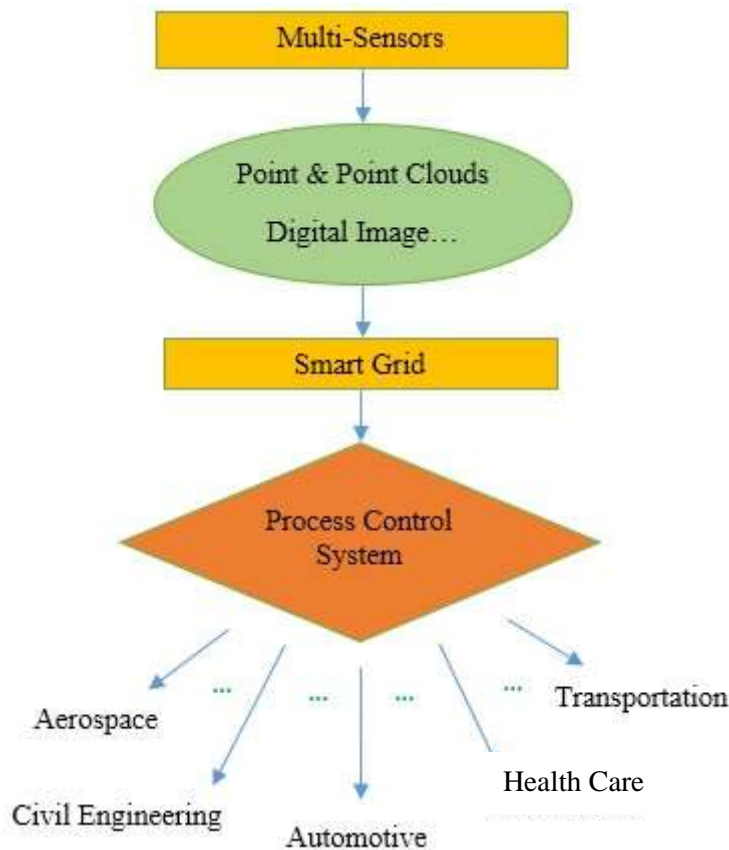 Multi-Sensors
Point & Point Clouds
Digital Image...
Smart Grid
Process Control
System
... ... ... ...
Aerospace
Transportation
Health Care
Civil Engineering
Automotive